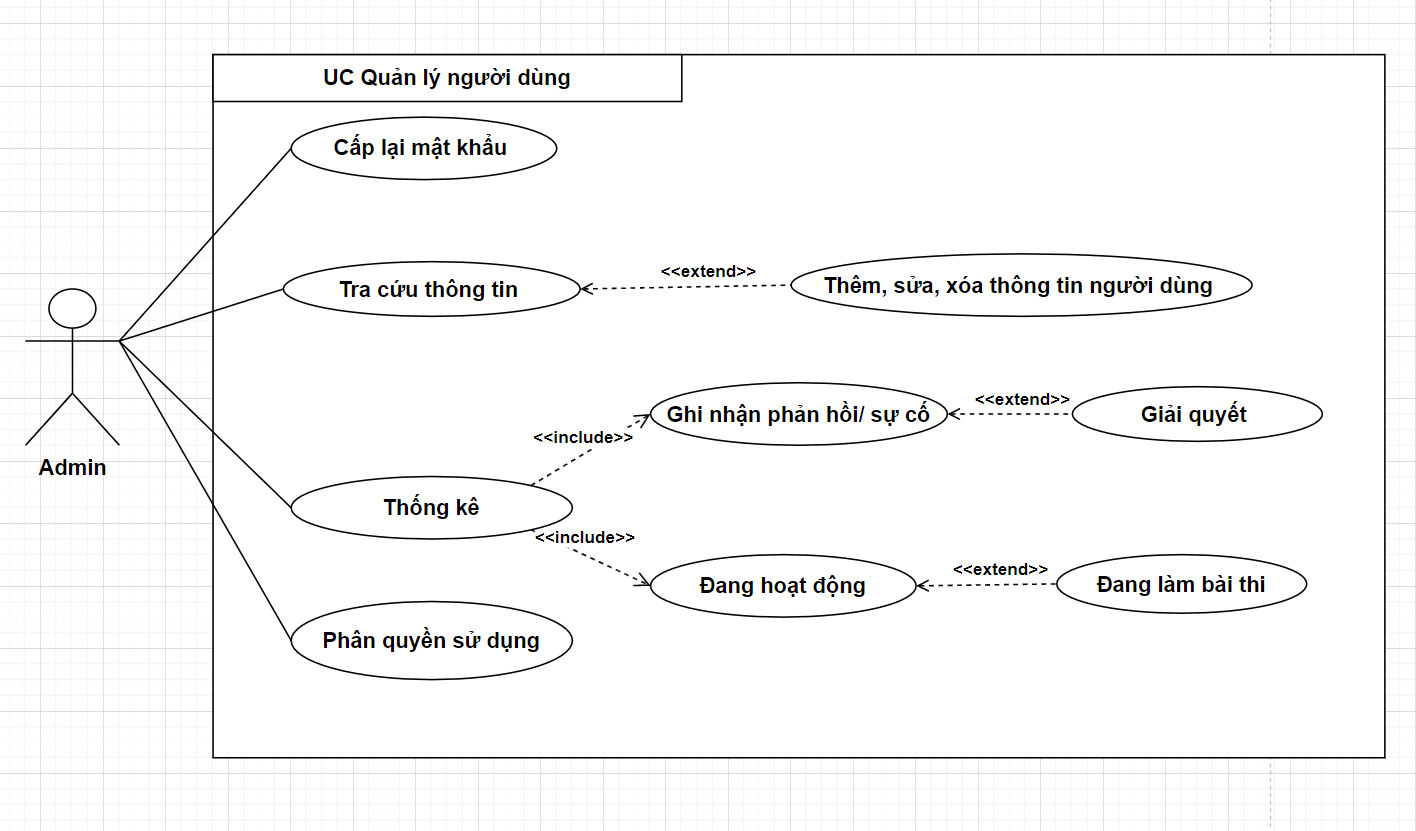 UC Quản lý người dùng
Cấp lại mật khẩu
<<extend>>
Tra cứu thông tin
Thêm, sửa, xóa thông tin người dùng
<<extend>>
Ghi nhận phản hồi/ sự cố
Giải quyết
<<include>>
Admin
Thống kê
<<include>>
<<extend>>
Đang hoạt động
Đang làm bài thi
Phân quyền sử dụng